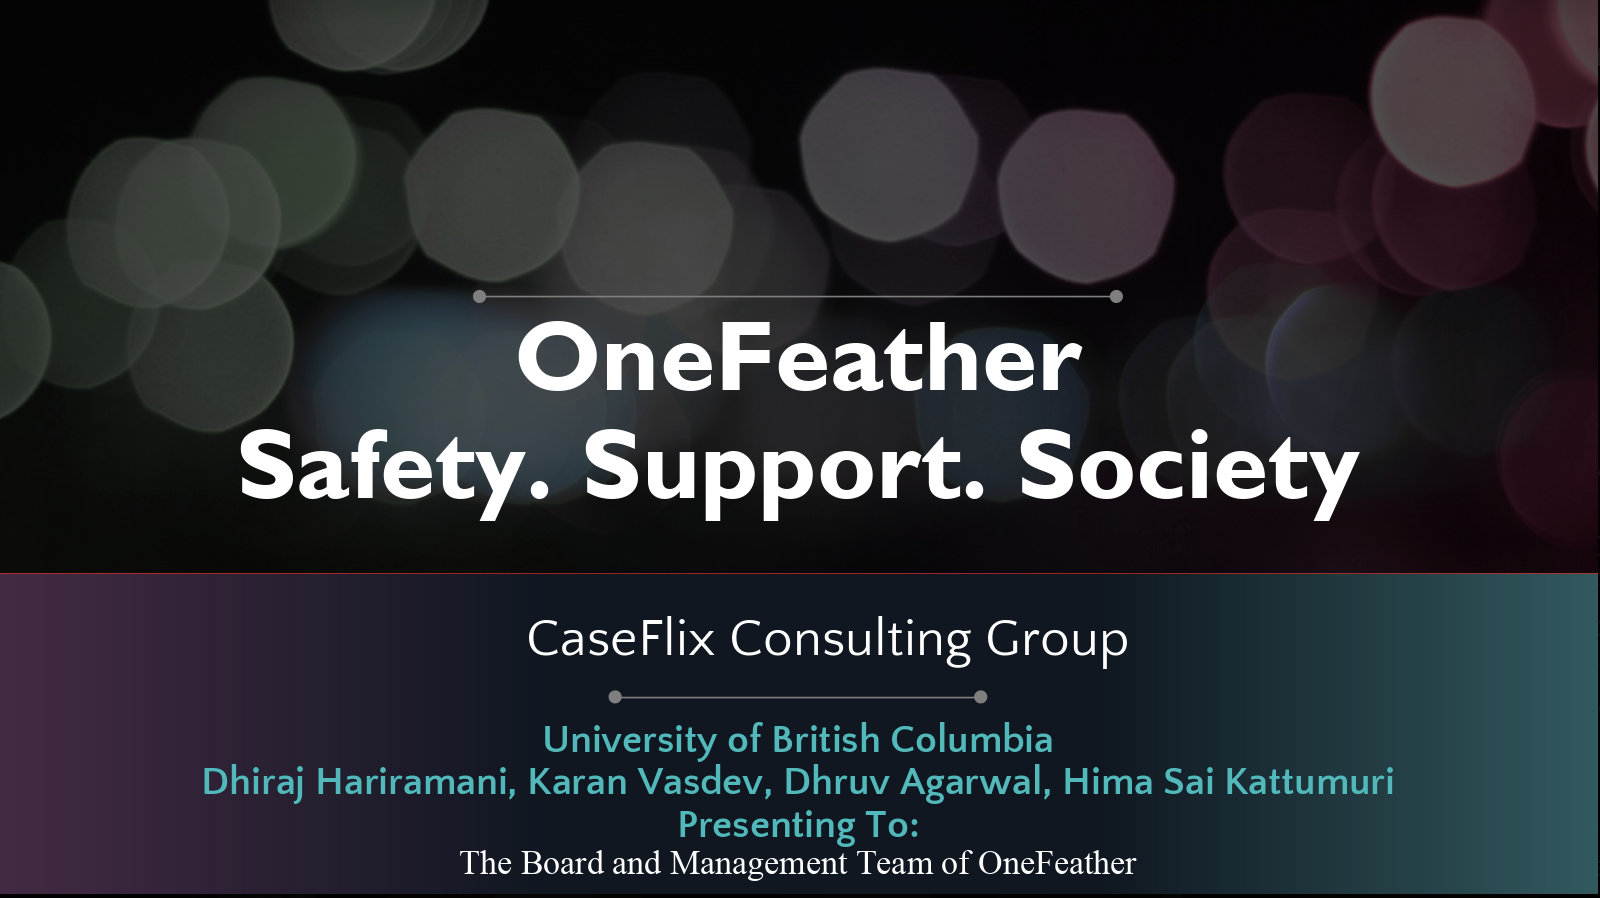 OneFeather
Safety. Support. Society
CaseFlix Consulting Group
University of British Columbia
Dhiraj Hariramani, Karan Vasdev, Dhruv Agarwal, Hima Sai Kattumuri
Presenting To:
The Board and Management Team of OneFeather